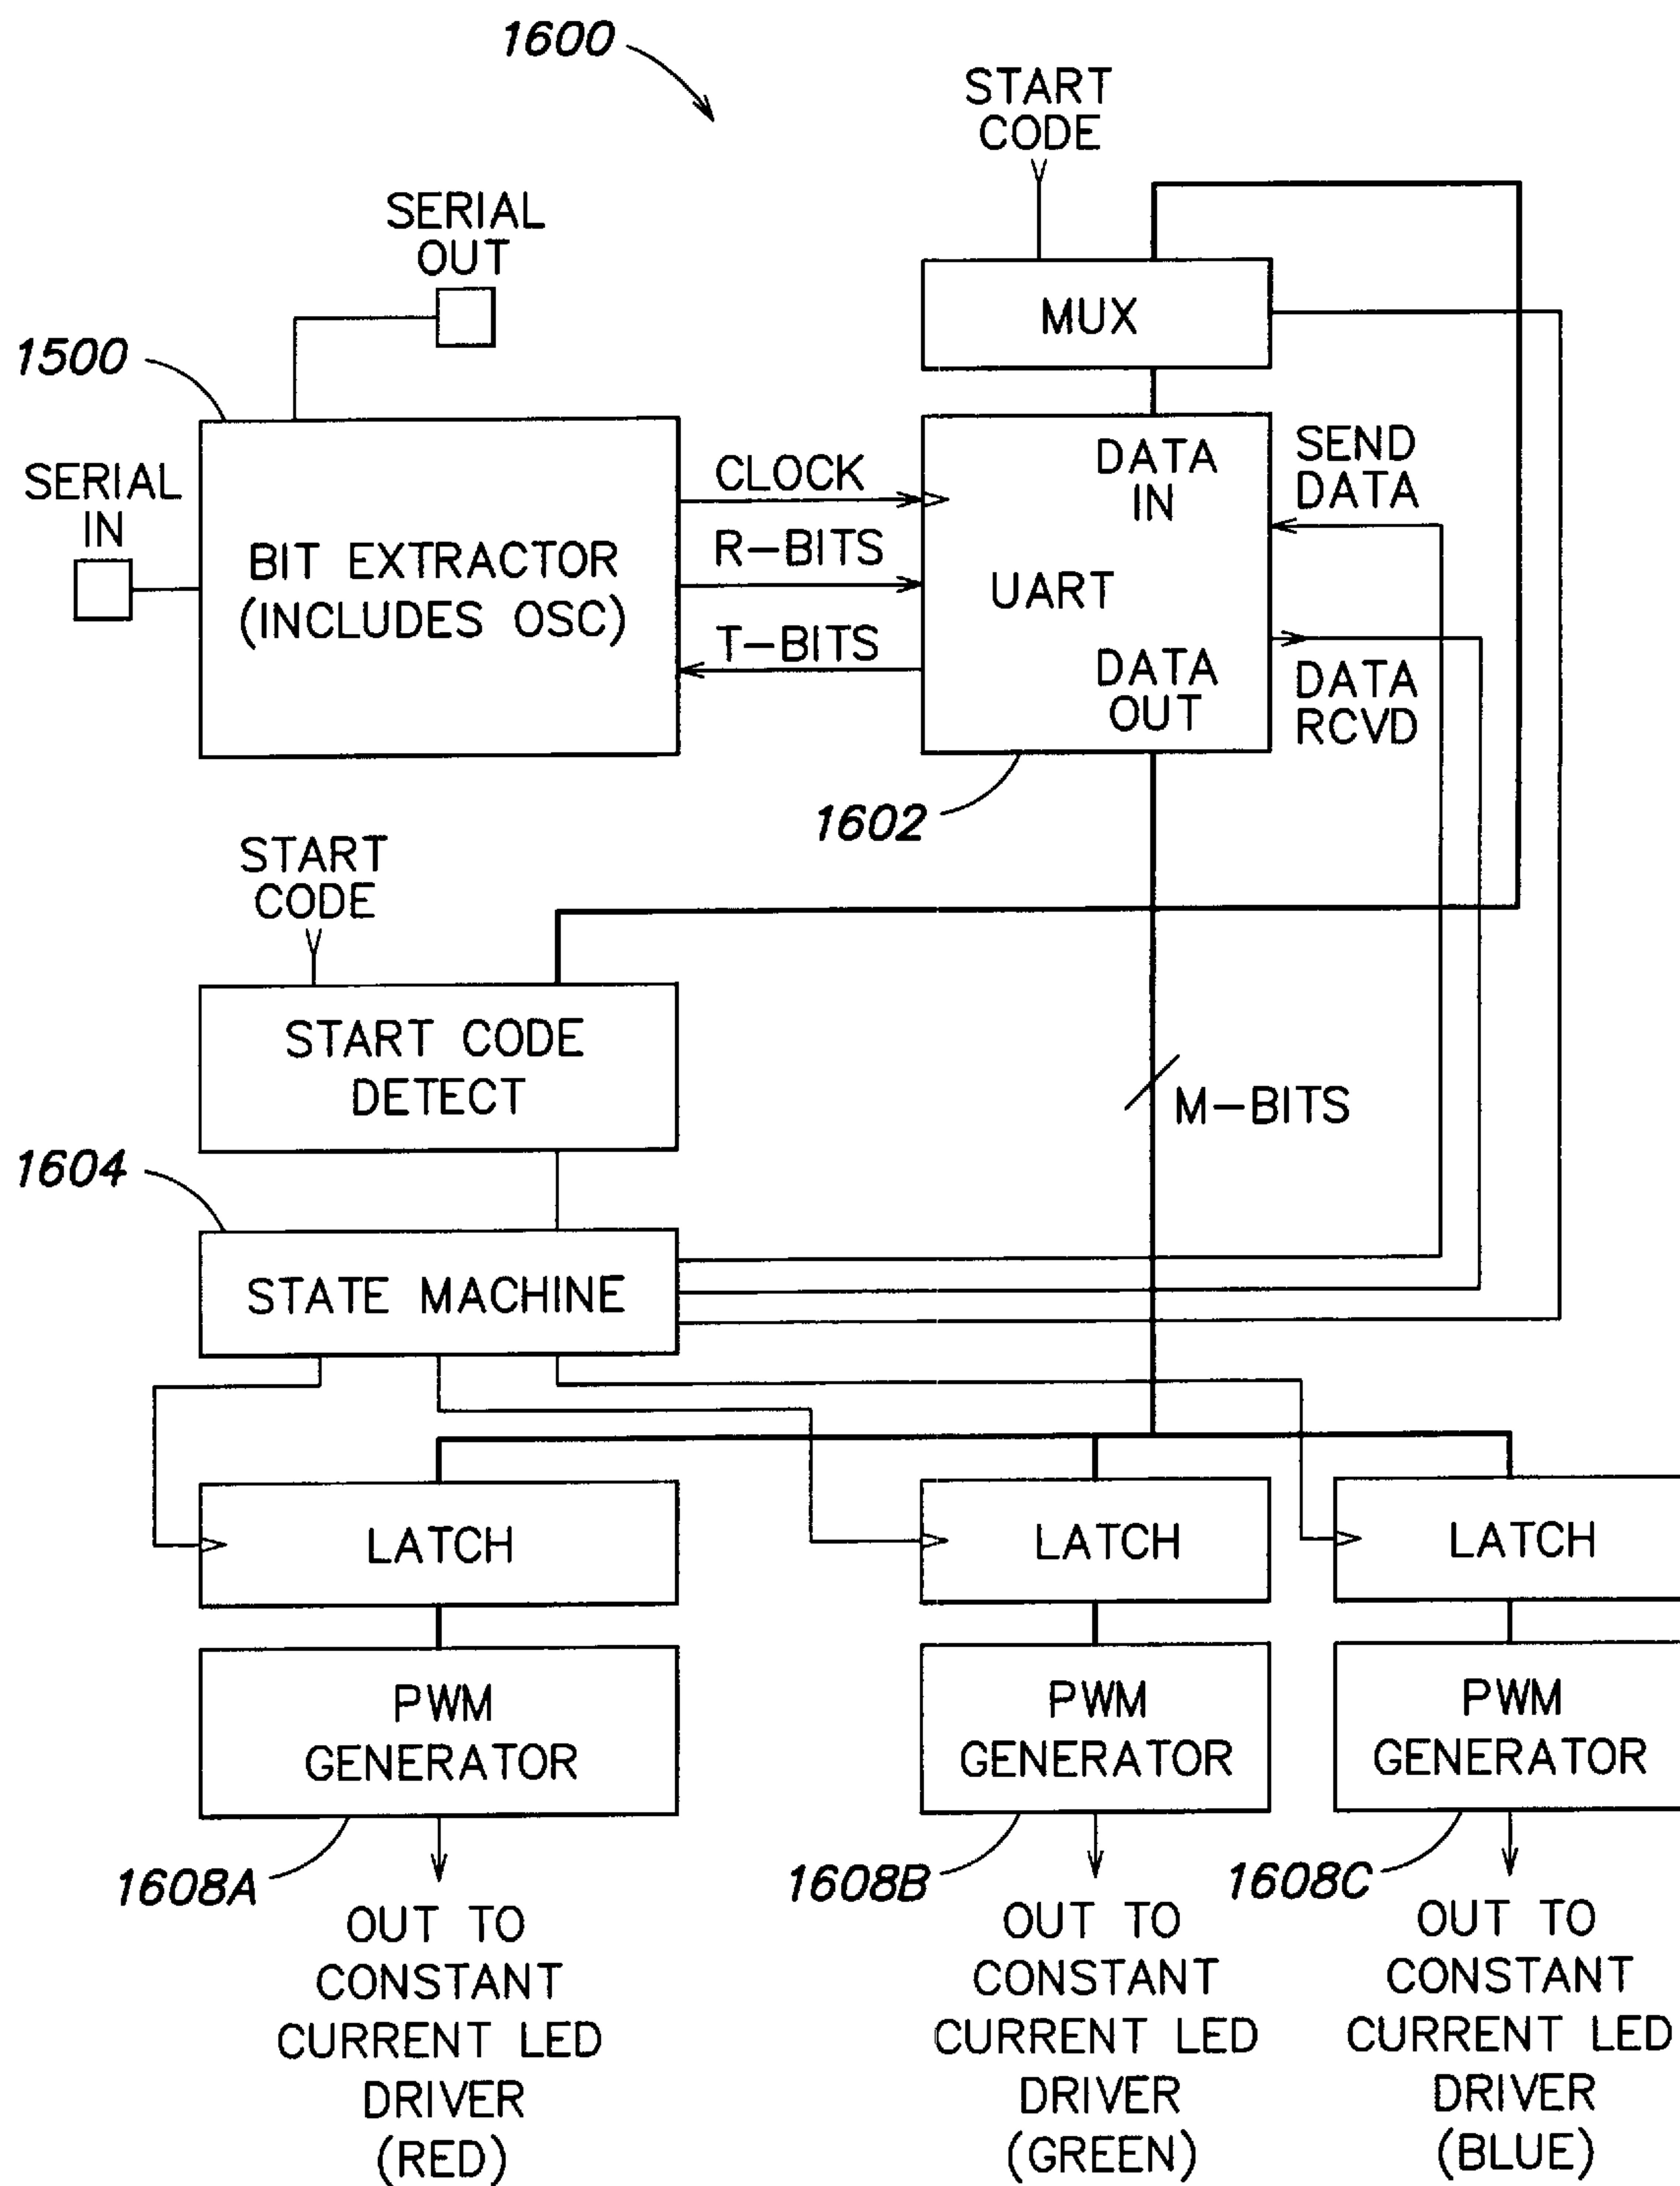 1600
START
CODE
SERIAL
OUT
MUX
1500
SERIAL
IN
BIT EXTRACTOR
(INCLUDES OSC)
CLOCK
R-BITS
T-BITS
DATA
IN
UART
DATA
OUT
SEND
DATA
DATA
RCVD
1602
START
CODE
START CODE
DETECT
M-BITS
1604
STATE MACHINE
LATCH
LATCH
LATCH
PWM
GENERATOR
PWM
GENERATOR
PWM
GENERATOR
1608A
1608B
1608C
OUT TO
CONSTANT
CURRENT LED
DRIVER
(RED)
OUT TO
CONSTANT
CURRENT LED
DRIVER
(GREEN)
OUT TO
CONSTANT
CURRENT LED
DRIVER
(BLUE)